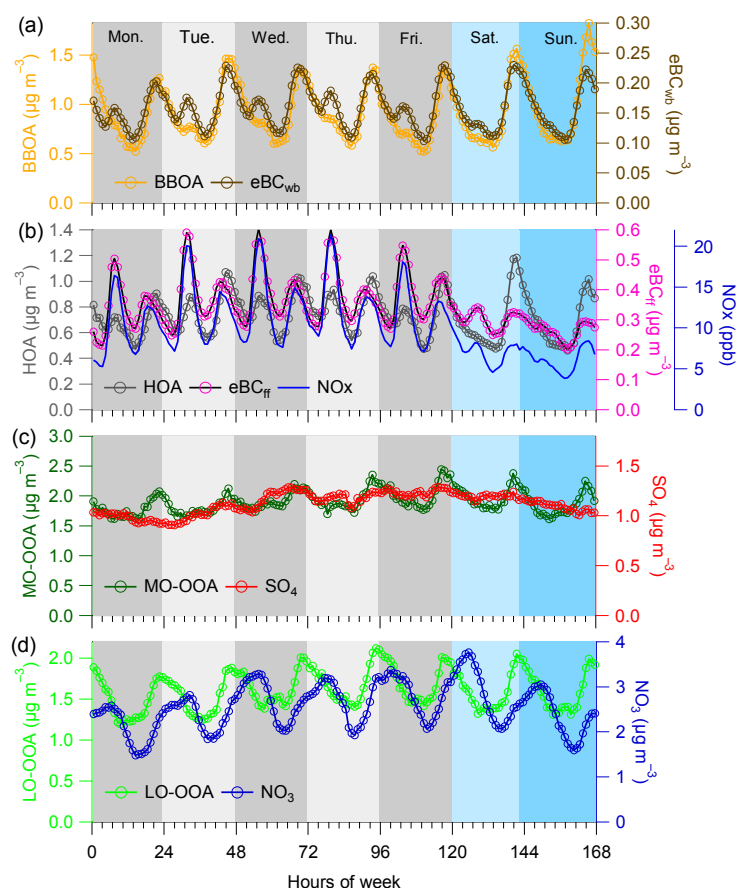 (a)
Mon. Tue. Wed. Thu. Fri. Sat. Sun.
BBOA (µg m⁻³)
1.5
1.0
0.5
0.0
0.30
0.25
0.20
0.15
0.10
0.05
0.00
eBCwb (µg m⁻³)
BBOA eBCwb
(b)
HOA (µg m⁻³)
1.4
1.2
1.0
0.8
0.6
0.4
0.2
0.0
0.6
0.5
0.4
0.3
0.2
0.1
0.0
eBCff (µg m⁻³)
20
15
10
5
0
NOx (ppb)
HOA eBCff NOx
(c)
MO-OOA (µg m⁻³)
3.0
2.5
2.0
1.5
1.0
0.5
0.0
1.5
1.0
0.5
0.0
SO4 (µg m⁻³)
MO-OOA SO4
(d)
LO-OOA (µg m⁻³)
2.0
1.5
1.0
0.5
0.0
4
3
2
1
0
NO3 (µg m⁻³)
LO-OOA NO3
0 24 48 72 96 120 144 168
Hours of week